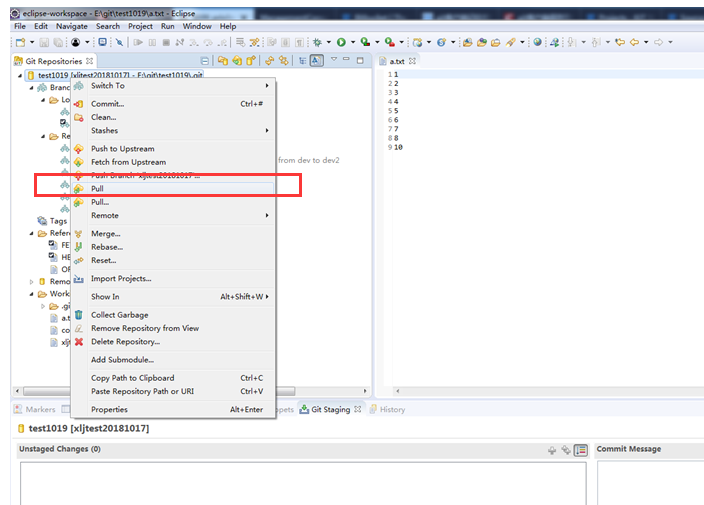 eclipse-workspace - E:\git\test1019\a.txt - Eclipse
File Edit Navigate Search Project Run Window Help
Git Repositories
a.txt
test1019 [xljtest20181017] - E:\git\test1019\.git
Branc
Lo
Re
Tags
Refere
FE
HE
OR
Remo
Work
.gi
a.t
co
xlj
Switch To
Commit... Ctrl+#
Clean...
Stashes
Push to Upstream
Fetch from Upstream
from dev to dev2
Push Branch 'xljtest20181017'...
Pull
Pull...
Remote
Merge...
Rebase...
Reset...
Import Projects...
Show In Alt+Shift+W
Collect Garbage
Remove Repository from View
Delete Repository...
Add Submodule...
Copy Path to Clipboard Ctrl+C
Paste Repository Path or URI Ctrl+V
Properties Alt+Enter
1 1
2 2
3 3
4 4
5 5
6 6
7 7
8 8
9 10
Markers
ppets
Git Staging
History
test1019 [xljtest20181017]
Unstaged Changes (0)
Commit Message